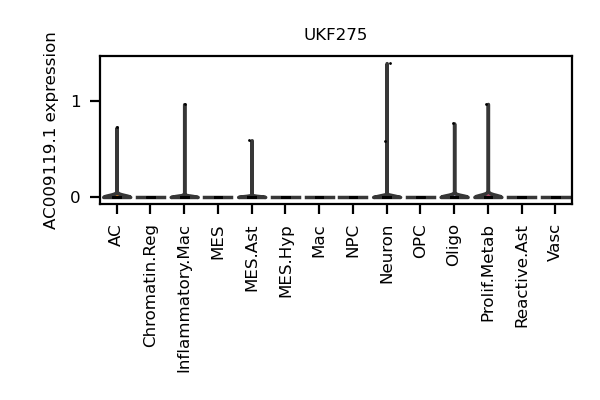 UKF275
AC009119.1 expression
1
0
AC
Chromatin.Reg
Inflammatory.Mac
MES
MES.Ast
MES.Hyp
Mac
NPC
Neuron
OPC
Oligo
Prolif.Metab
Reactive.Ast
Vasc